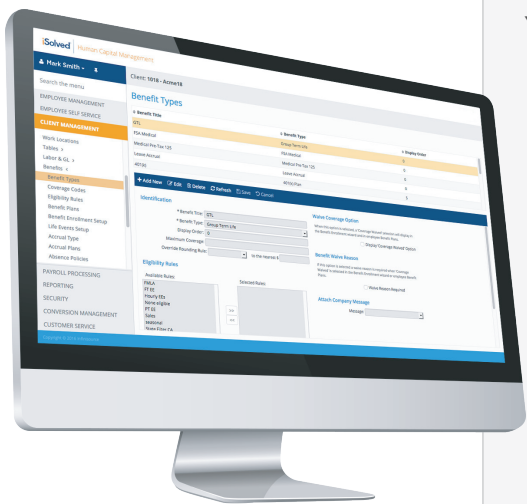 iSolved Human Capital Management
Mark Smith
Search the menu
EMPLOYEE MANAGEMENT
EMPLOYEE SELF SERVICE
CLIENT MANAGEMENT
Work Locations
Tables >
Labor & GL >
Benefits >
Benefit Types
Coverage Codes
Eligibility Rules
Benefit Plans
Benefit Enrollment Setup
Life Events Setup
Accrual Type
Accrual Plans
Absence Policies
PAYROLL PROCESSING
REPORTING
SECURITY
CONVERSION MANAGEMENT
CUSTOMER SERVICE
Client: 1018 - Acme18
Benefit Types
Benefit Title Benefit Type Display Order
GTL Group Term Life 0
FSA Medical FSA Medical 0
Medical Pre-Tax 125 Medical Pre-Tax 125 0
Leave Accrual Leave Accrual 0
+ Add New Edit Delete Refresh Save Cancel
Identification
* Benefit Title: GTL
* Benefit Type: Group Term Life
Display Order: 0
Maximum Coverage:
Override Rounding Rule: to the nearest $
Eligibility Rules
Available Rules
FMLA
FT EE
Hourly EEs
None eligible
PT EE
Sales
seasonal
Selected Rules
Waive Coverage Option
Display Coverage Waived Option
Benefit Waive Reason
Waive Reason Required
Attach Company Message
Message: